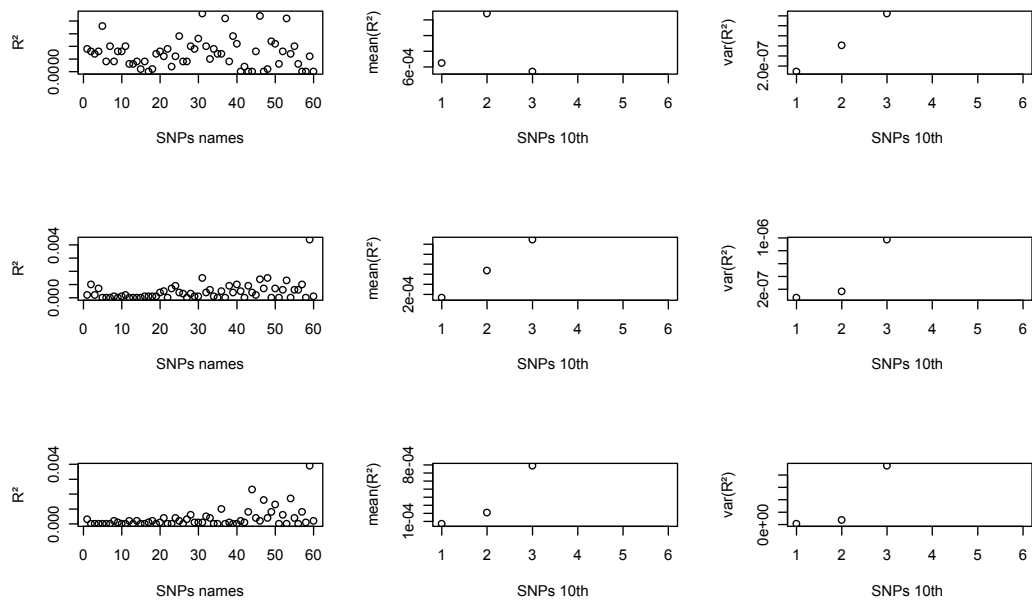 R²
0.0000
0 10 20 30 40 50 60
SNPs names
mean(R²)
6e-04
1 2 3 4 5 6
SNPs 10th
var(R²)
2.0e-07
1 2 3 4 5 6
SNPs 10th
R²
0.000 0.004
0 10 20 30 40 50 60
SNPs names
mean(R²)
2e-04
1 2 3 4 5 6
SNPs 10th
var(R²)
2e-07 1e-06
1 2 3 4 5 6
SNPs 10th
R²
0.000 0.004
0 10 20 30 40 50 60
SNPs names
mean(R²)
1e-04 8e-04
1 2 3 4 5 6
SNPs 10th
var(R²)
0e+00
1 2 3 4 5 6
SNPs 10th